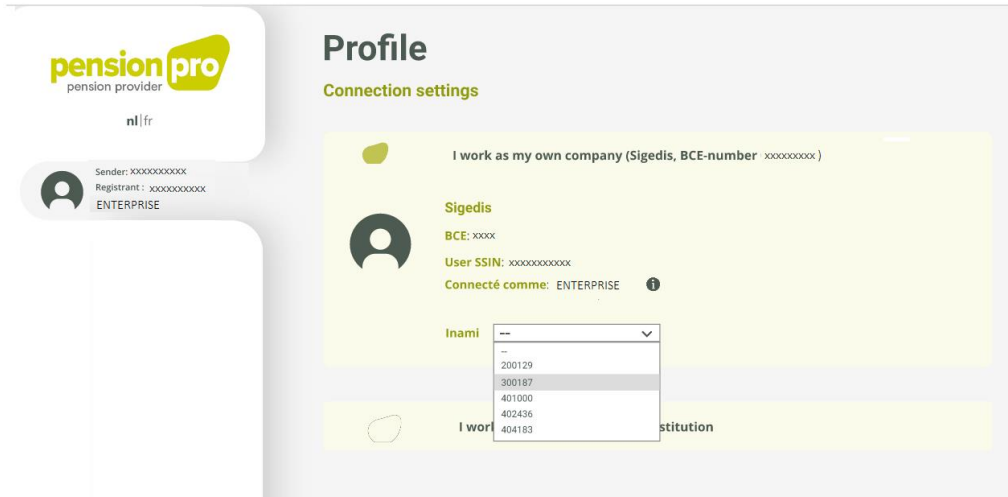 pension pro
pension provider
nl|fr
Sender: XXXXXXXXXX
Registrant : XXXXXXXXXX
ENTERPRISE
Profile
Connection settings
I work as my own company (Sigedis, BCE-number xxxxxxxxx )
Sigedis
BCE: xxxx
User SSIN: xxxxxxxxxxx
Connecté comme: ENTERPRISE
Inami --
--
200129
300187
401000
402436
404183
I work stitution